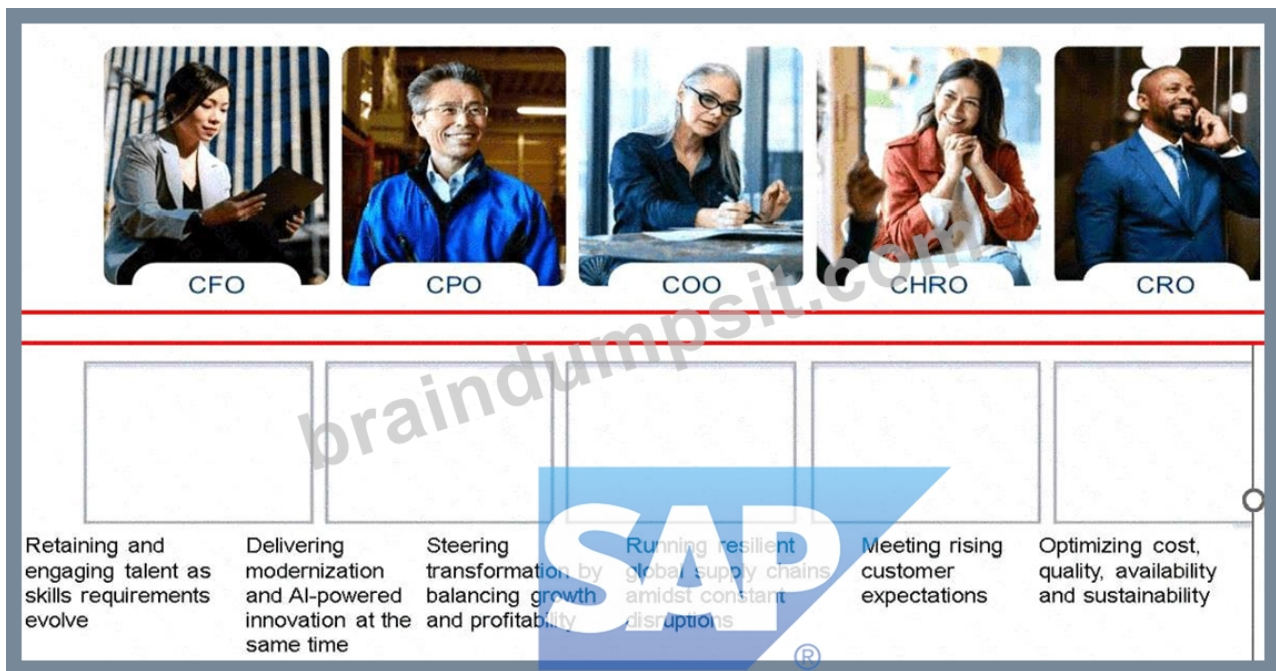 CFO
CPO
COO
CHRO
CRO
braindumpsit.com
Retaining and
engaging talent as
skills requirements
evolve
Delivering
modernization
and AI-powered
innovation at the
same time
Steering
transformation by
balancing growth
and profitability
Running resilient
global supply chains
amidst constant
disruptions
Meeting rising
customer
expectations
Optimizing cost,
quality, availability
and sustainability
SAP
®